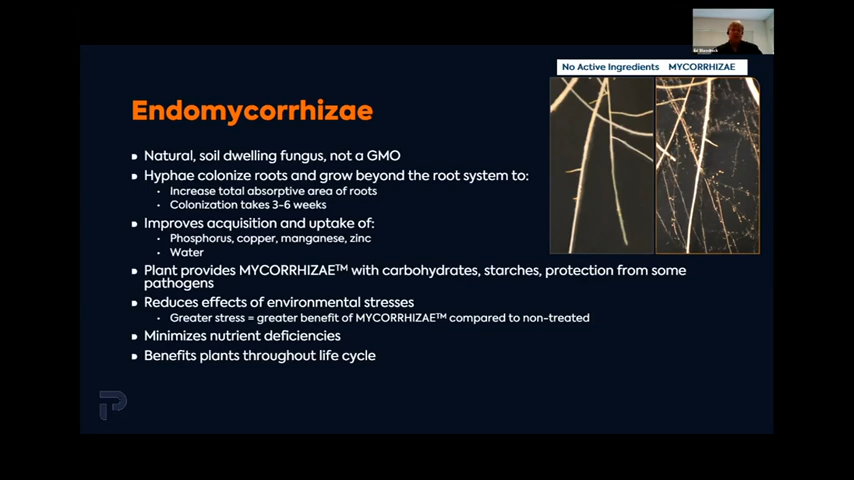 No Active Ingredients MYCORRHIZAE
Endomycorrhizae
Natural, soil dwelling fungus, not a GMO
Hyphae colonize roots and grow beyond the root system to:
Increase total absorptive area of roots
Colonization takes 3-6 weeks
Improves acquisition and uptake of:
Phosphorus, copper, manganese, zinc
Water
Plant provides MYCORRHIZAE™ with carbohydrates, starches, protection from some
pathogens
Reduces effects of environmental stresses
Greater stress = greater benefit of MYCORRHIZAE™ compared to non-treated
Minimizes nutrient deficiencies
Benefits plants throughout life cycle